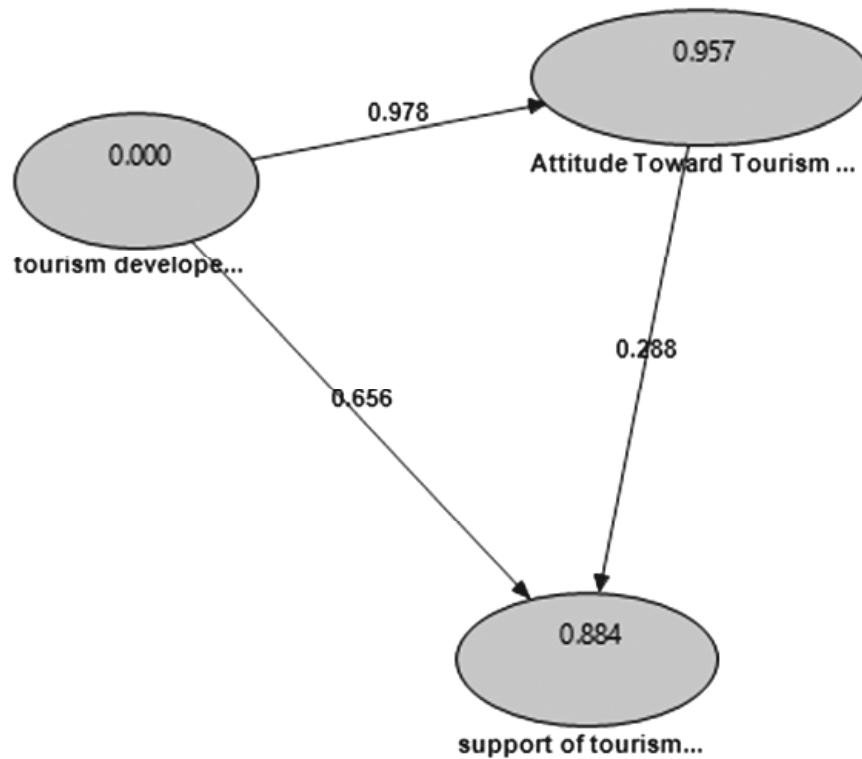 0.957
0.978
0.000
Attitude Toward Tourism ...
tourism develope...
0.288
0.656
0.884
support of tourism...